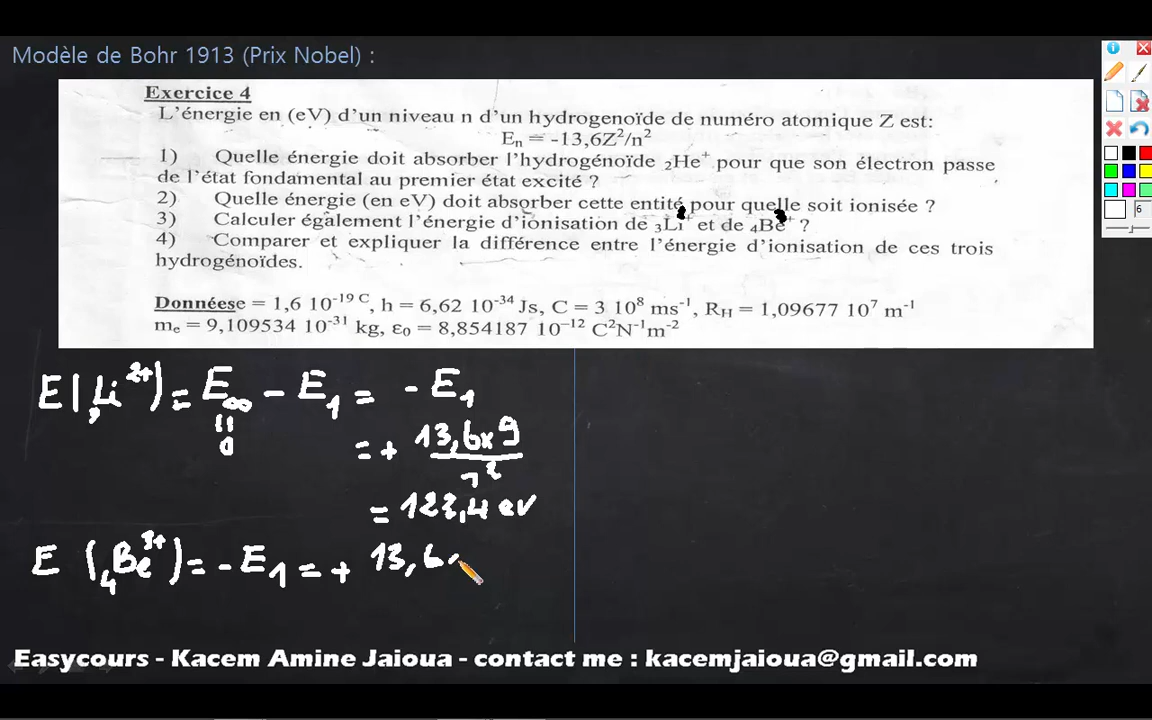 Modèle de Bohr 1913 (Prix Nobel) :
Exercice 4
L'énergie en (eV) d'un niveau n d'un hydrogenoïde de numéro atomique Z est:
Eₙ = -13,6Z²/n²
1) Quelle énergie doit absorber l'hydrogénoïde ₂He⁺ pour que son électron passe
de l'état fondamental au premier état excité ?
2) Quelle énergie (en eV) doit absorber cette entité pour quelle soit ionisée ?
3) Calculer également l'énergie d'ionisation de ₃Li⁺ et de ₄Be⁺ ?
4) Comparer et expliquer la différence entre l'énergie d'ionisation de ces trois
hydrogénoïdes.
Donnéese = 1,6 10⁻¹⁹ C, h = 6,62 10⁻³⁴ Js, C = 3 10⁸ ms⁻¹, R_H = 1,09677 10⁷ m⁻¹
mₑ = 9,109534 10⁻³¹ kg, ε₀ = 8,854187 10⁻¹² C²N⁻¹m⁻²
E(₃Li²⁺) = E∞ - E₁ = - E₁
0
= + 13,6x9/1²
= 122,4 eV
E (₄Be³⁺) = - E₁ = + 13,6
6
Easycours - Kacem Amine Jaioua - contact me : kacemjaioua@gmail.com